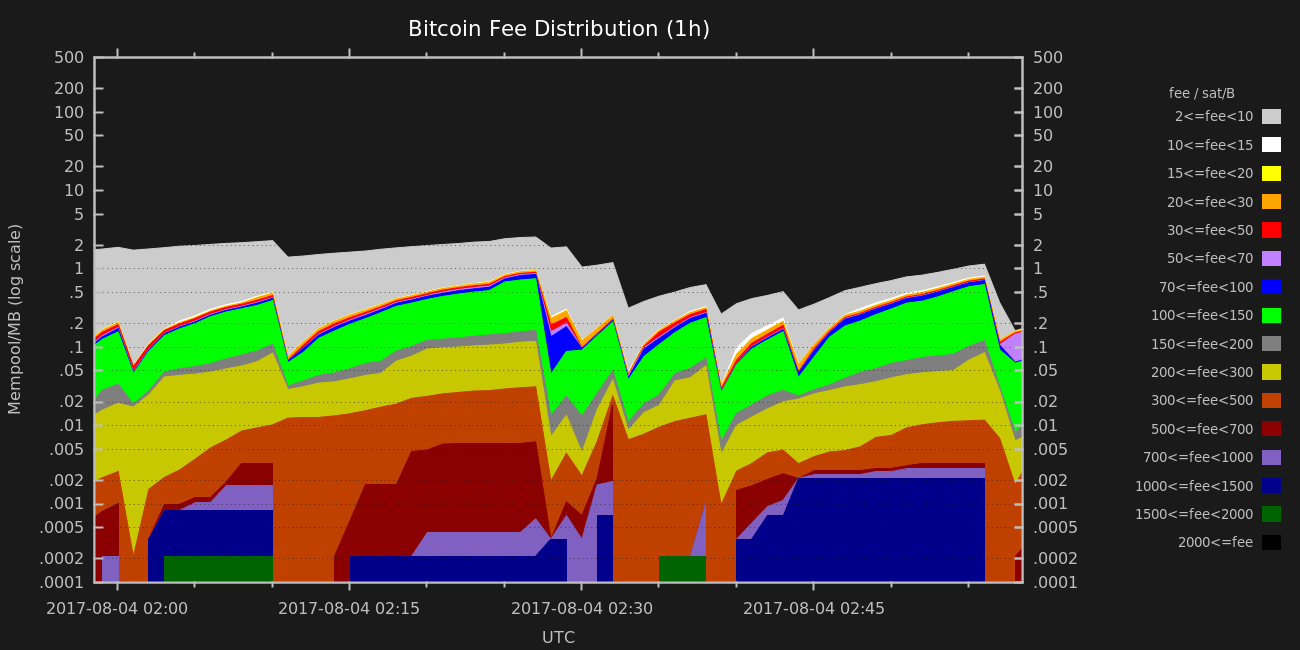 Bitcoin Fee Distribution (1h)
500
200
100
50
20
10
5
2
1
.5
.2
.1
.05
.02
.01
.005
.002
.001
.0005
.0002
.0001
Mempool/MB (log scale)
500
200
100
50
20
10
5
2
1
.5
.2
.1
.05
.02
.01
.005
.002
.001
.0005
.0002
.0001
2017-08-04 02:00
2017-08-04 02:15
2017-08-04 02:30
2017-08-04 02:45
UTC
fee / sat/B
2<=fee<10
10<=fee<15
15<=fee<20
20<=fee<30
30<=fee<50
50<=fee<70
70<=fee<100
100<=fee<150
150<=fee<200
200<=fee<300
300<=fee<500
500<=fee<700
700<=fee<1000
1000<=fee<1500
1500<=fee<2000
2000<=fee